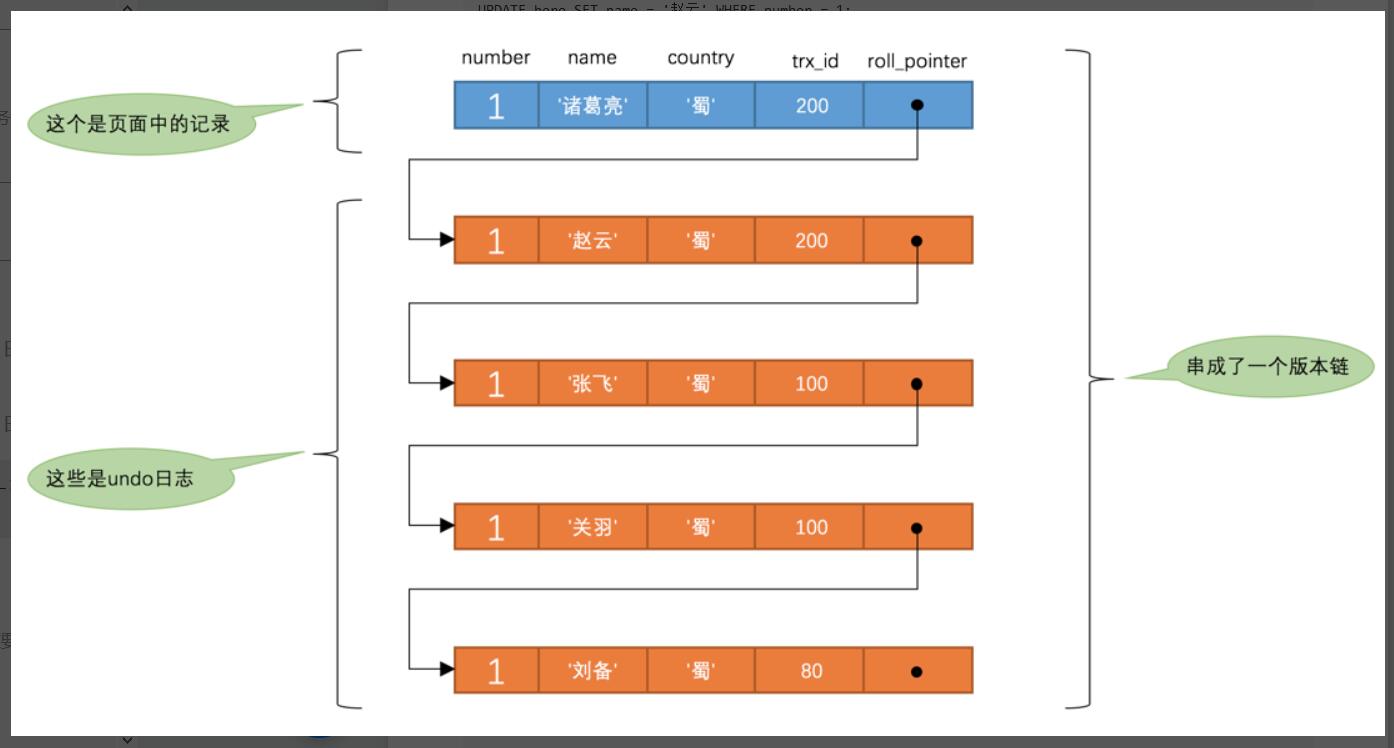 UPDATE hero SET name = '赵云' WHERE number = 1;
number name country trx_id roll_pointer
1 '诸葛亮' '蜀' 200
这个是页面中的记录
1 '赵云' '蜀' 200
1 '张飞' '蜀' 100
串成了一个版本链
这些是undo日志
1 '关羽' '蜀' 100
1 '刘备' '蜀' 80